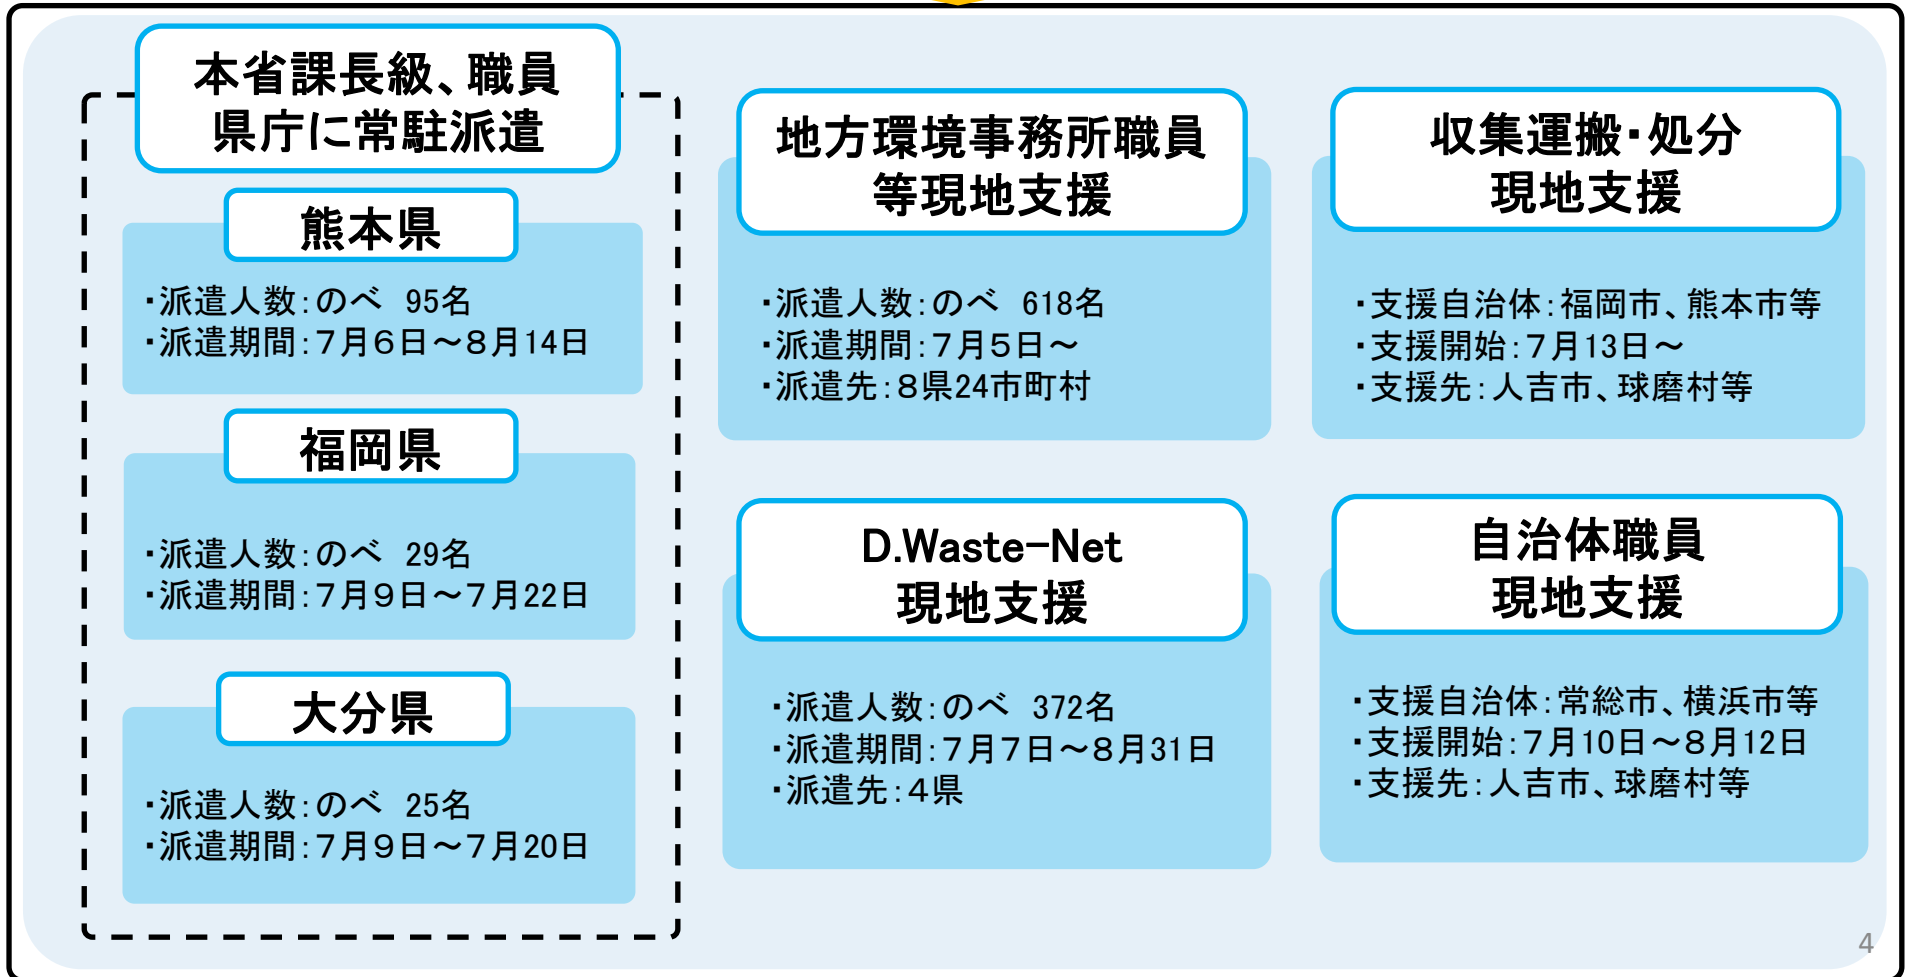 本省課長級、職員
県庁に常駐派遣
熊本県
・派遣人数：のべ 95名
・派遣期間：７月６日～８月14日
福岡県
・派遣人数：のべ 29名
・派遣期間：７月９日～７月22日
大分県
・派遣人数：のべ 25名
・派遣期間：７月９日～７月20日
地方環境事務所職員
等現地支援
・派遣人数：のべ 618名
・派遣期間：７月５日～
・派遣先：８県24市町村
収集運搬・処分
現地支援
・支援自治体：福岡市、熊本市等
・支援開始：７月13日～
・支援先：人吉市、球磨村等
D.Waste-Net
現地支援
・派遣人数：のべ 372名
・派遣期間：７月７日～８月31日
・派遣先：４県
自治体職員
現地支援
・支援自治体：常総市、横浜市等
・支援開始：７月10日～８月12日
・支援先：人吉市、球磨村等
4